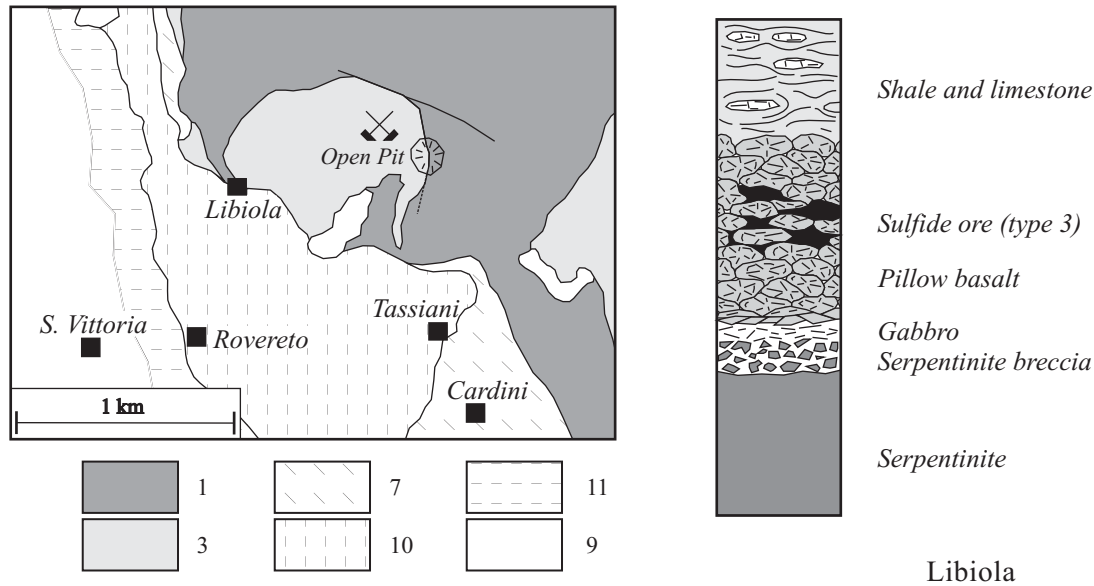 Open Pit
Libiola
Tassiani
S. Vittoria
Rovereto
Cardini
1 km
1
7
11
3
10
9
Shale and limestone
Sulfide ore (type 3)
Pillow basalt
Gabbro
Serpentinite breccia
Serpentinite
Libiola